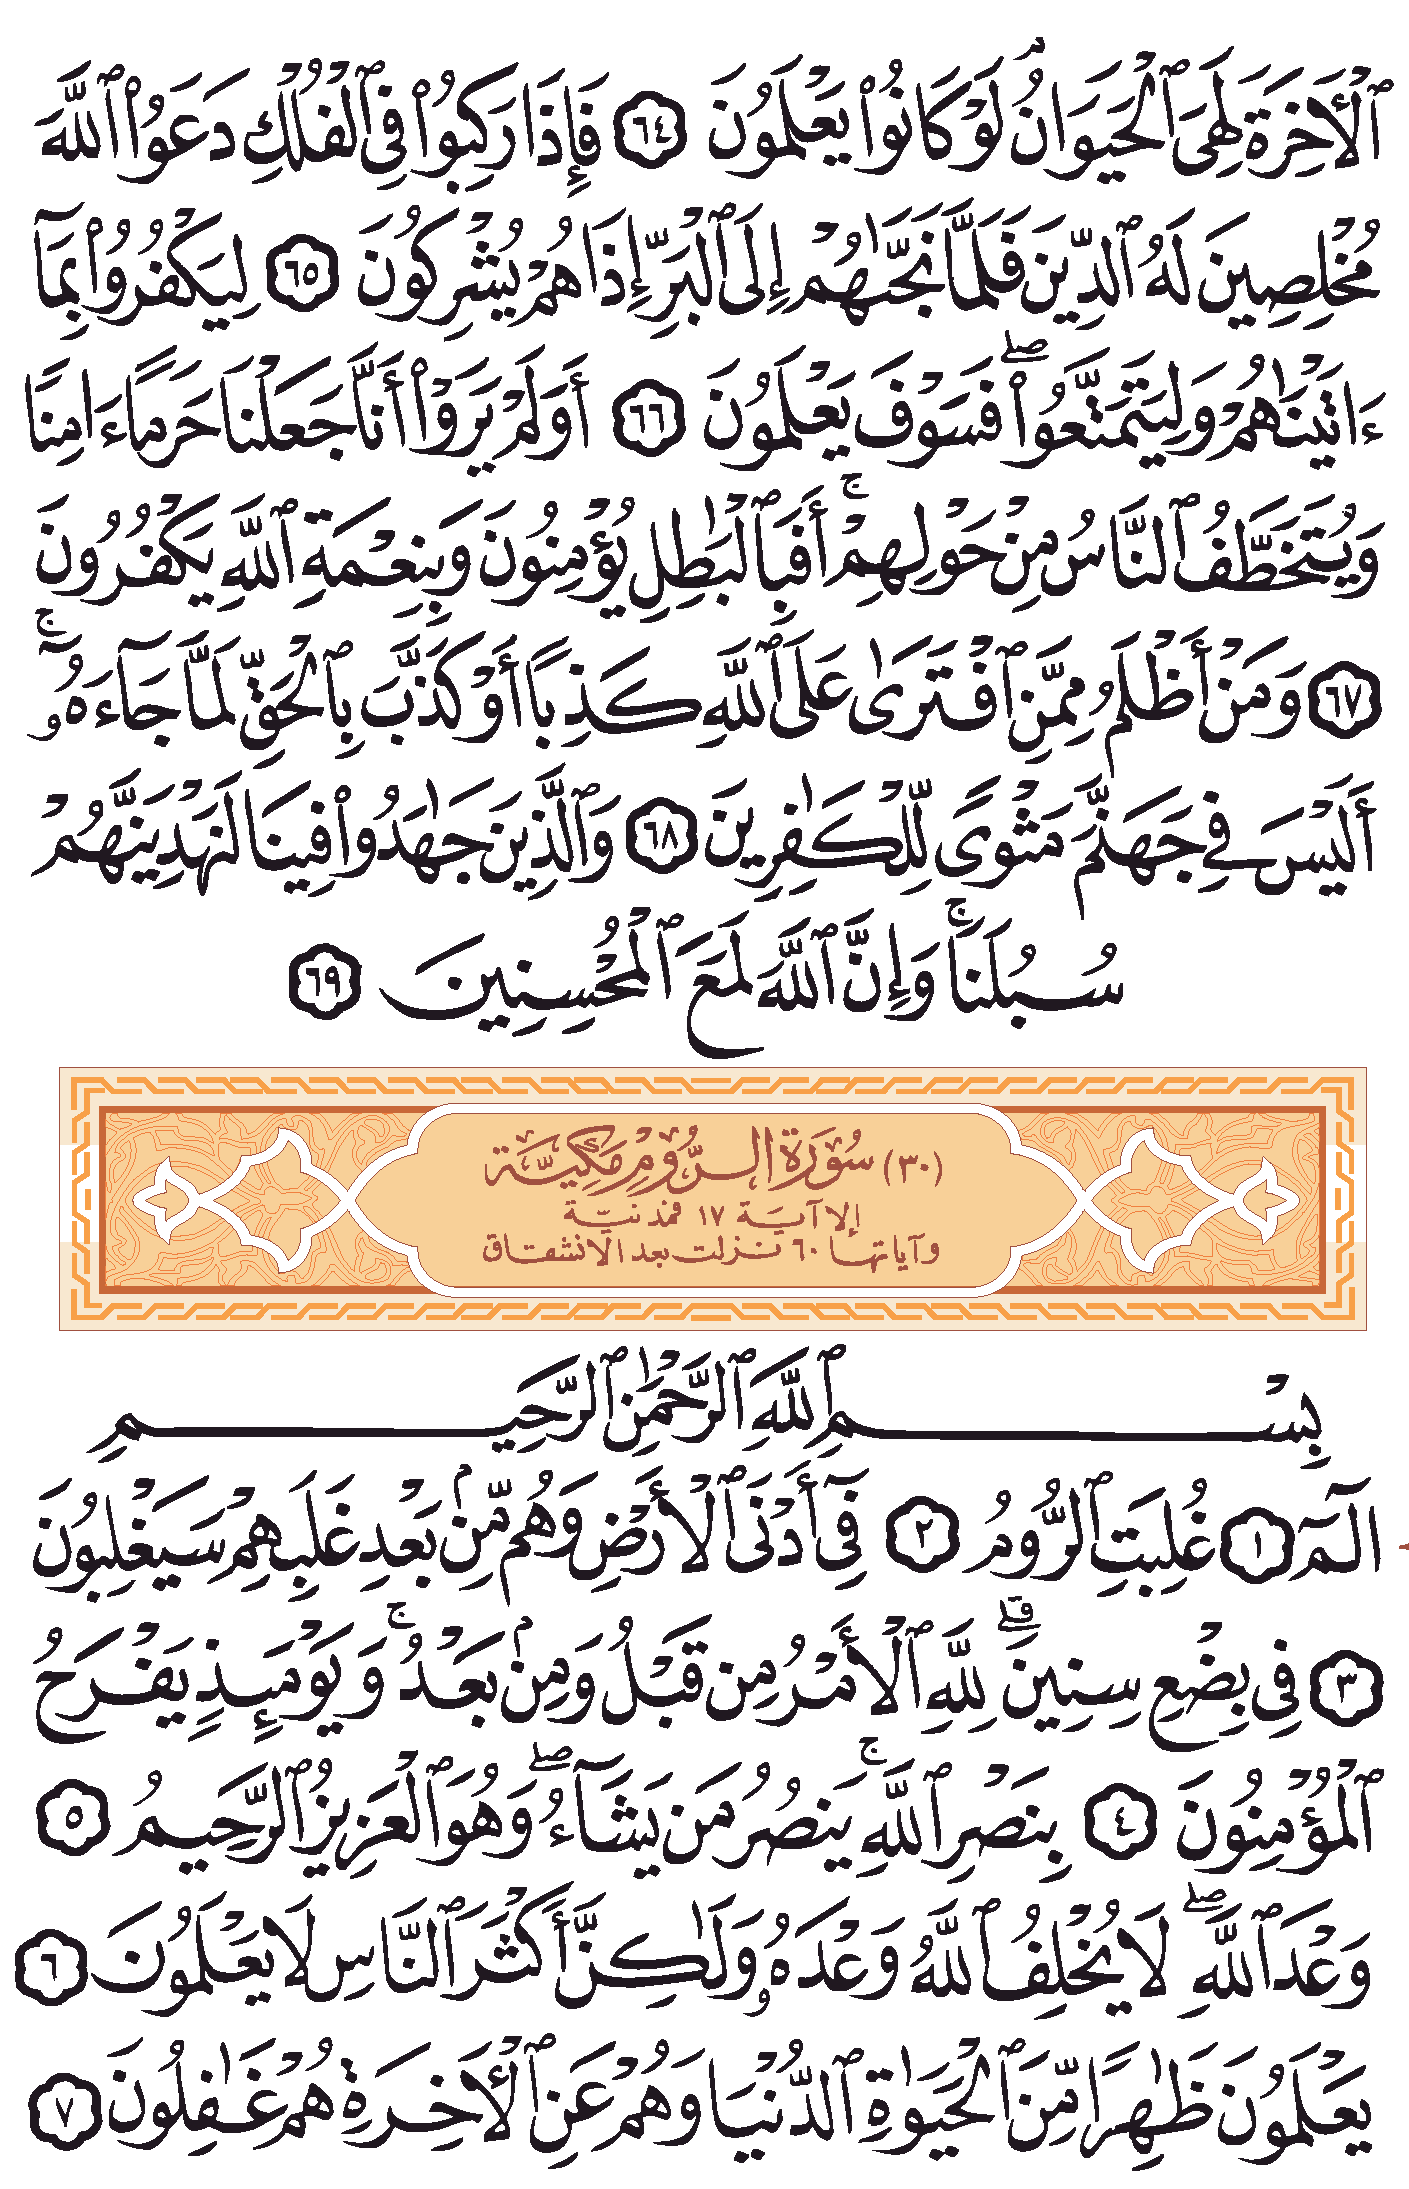 ٱلْأَخِرَةَ لَهِىَ ٱلْحَيَوَانُ ۘ لَوْ كَانُوا۟ يَعْلَمُونَ ٦٤ فَإِذَا رَكِبُوا۟ فِى ٱلْفُلْكِ دَعَوُا۟ ٱللَّهَ
مُخْلِصِينَ لَهُ ٱلدِّينَ فَلَمَّا نَجَّىٰهُمْ إِلَى ٱلْبَرِّ إِذَا هُمْ يُشْرِكُونَ ٦٥ لِيَكْفُرُوا۟ بِمَآ
ءَاتَيْنَٰهُمْ وَلِيَتَمَتَّعُوا۟ ۖ فَسَوْفَ يَعْلَمُونَ ٦٦ أَوَلَمْ يَرَوْا۟ أَنَّا جَعَلْنَا حَرَمًا ءَامِنًا
وَيُتَخَطَّفُ ٱلنَّاسُ مِنْ حَوْلِهِمْ ۚ أَفَبِٱلْبَٰطِلِ يُؤْمِنُونَ وَبِنِعْمَةِ ٱللَّهِ يَكْفُرُونَ
٦٧ وَمَنْ أَظْلَمُ مِمَّنِ ٱفْتَرَىٰ عَلَى ٱللَّهِ كَذِبًا أَوْ كَذَّبَ بِٱلْحَقِّ لَمَّا جَآءَهُۥٓ ۚ
أَلَيْسَ فِى جَهَنَّمَ مَثْوًى لِّلْكَٰفِرِينَ ٦٨ وَٱلَّذِينَ جَٰهَدُوا۟ فِينَا لَنَهْدِيَنَّهُمْ
سُبُلَنَا ۚ وَإِنَّ ٱللَّهَ لَمَعَ ٱلْمُحْسِنِينَ ٦٩
(٣٠) سُورَةُ الرُّومِ مَكِّيَّة
إلا آية ١٧ فمدنيّة
وآياتها ٦٠ نزلت بعد الانشقاق
بِسْمِ ٱللَّهِ ٱلرَّحْمَٰنِ ٱلرَّحِيمِ
الٓمٓ ١ غُلِبَتِ ٱلرُّومُ ٢ فِىٓ أَدْنَى ٱلْأَرْضِ وَهُم مِّنۢ بَعْدِ غَلَبِهِمْ سَيَغْلِبُونَ
٣ فِى بِضْعِ سِنِينَ ۗ لِلَّهِ ٱلْأَمْرُ مِن قَبْلُ وَمِنۢ بَعْدُ ۚ وَيَوْمَئِذٍ يَفْرَحُ
ٱلْمُؤْمِنُونَ ٤ بِنَصْرِ ٱللَّهِ ۚ يَنصُرُ مَن يَشَآءُ ۖ وَهُوَ ٱلْعَزِيزُ ٱلرَّحِيمُ ٥
وَعْدَ ٱللَّهِ ۖ لَا يُخْلِفُ ٱللَّهُ وَعْدَهُۥ وَلَٰكِنَّ أَكْثَرَ ٱلنَّاسِ لَا يَعْلَمُونَ ٦
يَعْلَمُونَ ظَٰهِرًا مِّنَ ٱلْحَيَوٰةِ ٱلدُّنْيَا وَهُمْ عَنِ ٱلْأَخِرَةِ هُمْ غَٰفِلُونَ ٧